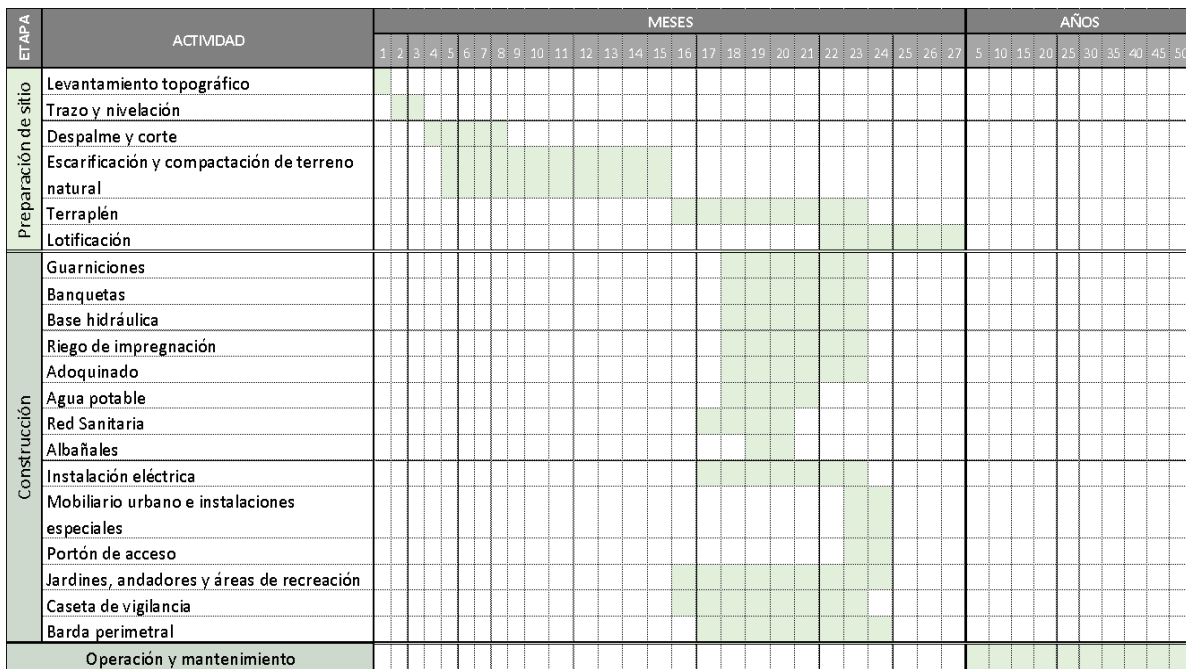 ETAPA
ACTIVIDAD
MESES
AÑOS
1 2 3 4 5 6 7 8 9 10 11 12 13 14 15 16 17 18 19 20 21 22 23 24 25 26 27 5 10 15 20 25 30 35 40 45 50
Preparación de sitio
Levantamiento topográfico
Trazo y nivelación
Despalme y corte
Escarificación y compactación de terreno
natural
Terraplén
Lotificación
Construcción
Guarniciones
Banquetas
Base hidráulica
Riego de impregnación
Adoquinado
Agua potable
Red Sanitaria
Albañales
Instalación eléctrica
Mobiliario urbano e instalaciones
especiales
Portón de acceso
Jardines, andadores y áreas de recreación
Caseta de vigilancia
Barda perimetral
Operación y mantenimiento